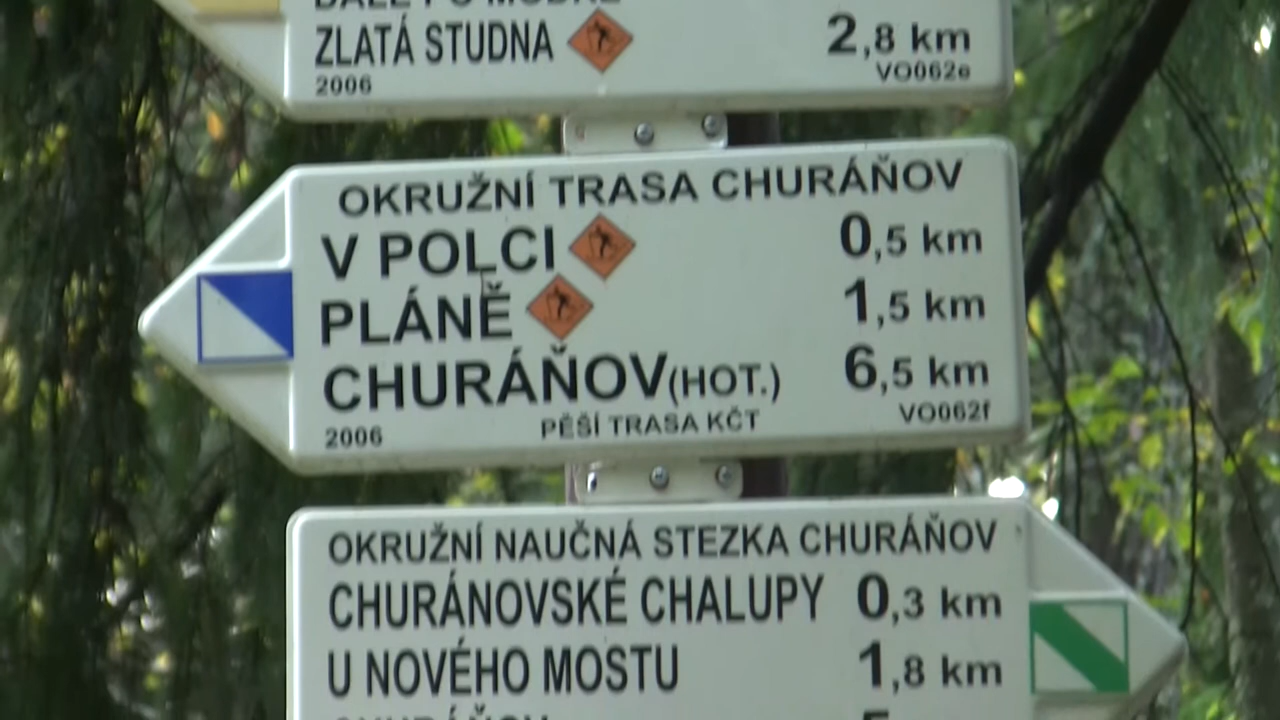 ZLATÁ STUDNA 2,8 km
2006 VO062e
OKRUŽNÍ TRASA CHURÁŇOV
V POLCI 0,5 km
PLÁNĚ 1,5 km
CHURÁŇOV(HOT.) 6,5 km
2006 PĚŠÍ TRASA KČT VO062f
OKRUŽNÍ NAUČNÁ STEZKA CHURÁŇOV
CHURÁNOVSKÉ CHALUPY 0,3 km
U NOVÉHO MOSTU 1,8 km